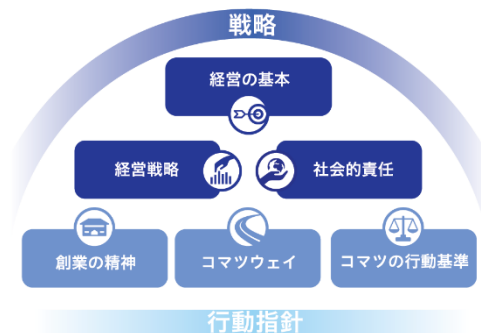 戦略
経営の基本
経営戦略
社会的責任
創業の精神
コマツウェイ
コマツの行動基準
行動指針